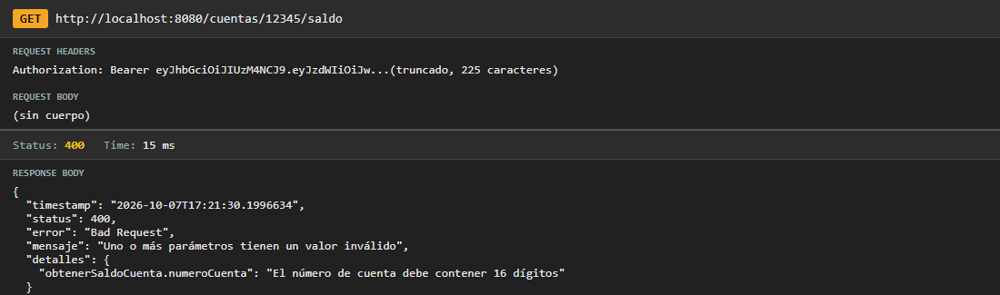 GET http://localhost:8080/cuentas/12345/saldo
REQUEST HEADERS
Authorization: Bearer eyJhbGciOiJIUzM4NCJ9.eyJzdWIiOiJw...(truncado, 225 caracteres)
REQUEST BODY
(sin cuerpo)
Status: 400 Time: 15 ms
RESPONSE BODY
{
"timestamp": "2026-10-07T17:21:30.1996634",
"status": 400,
"error": "Bad Request",
"mensaje": "Uno o más parámetros tienen un valor inválido",
"detalles": {
"obtenerSaldoCuenta.numeroCuenta": "El número de cuenta debe contener 16 dígitos"
}